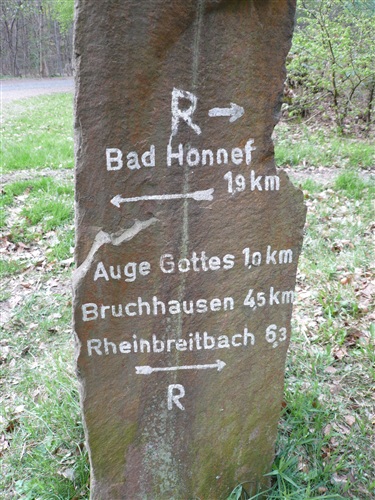 R →
Bad Honnef
1,9 km
←
Auge Gottes 1,0 km
Bruchhausen 4,5 km
Rheinbreitbach 6,3
→
R